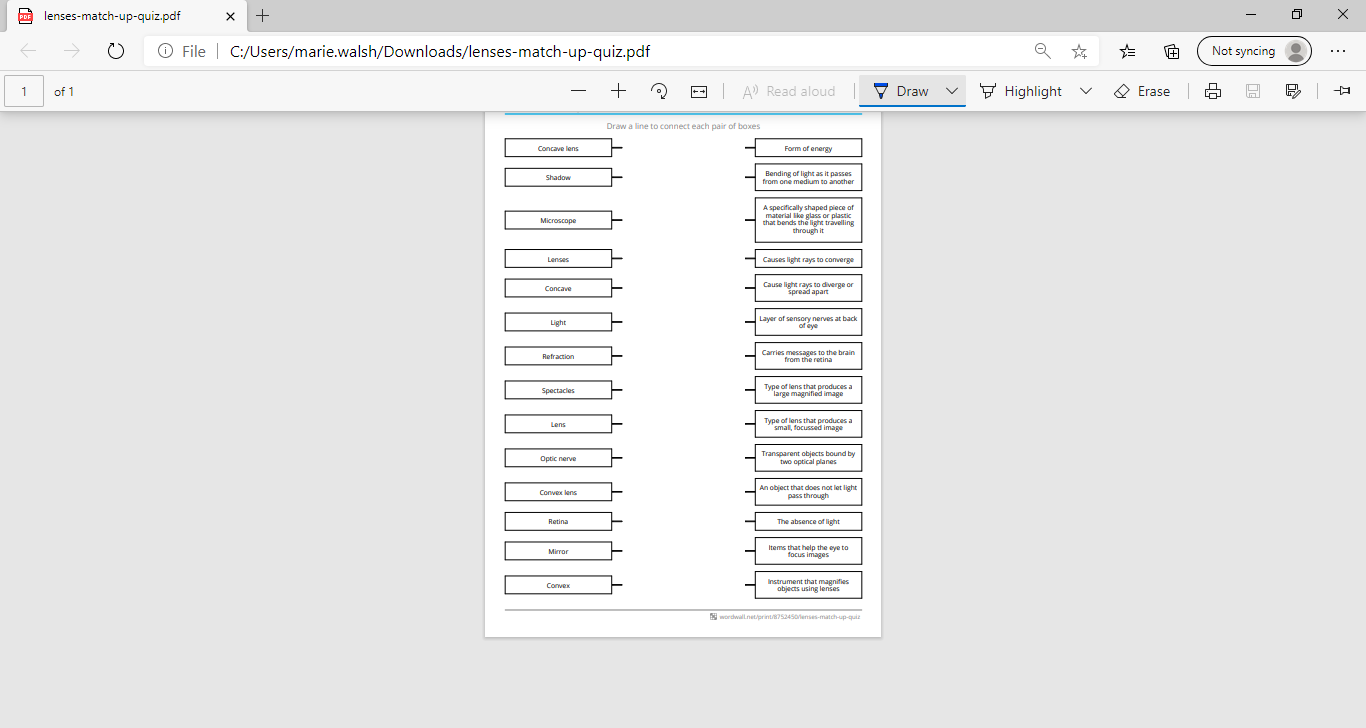 lenses-match-up-quiz.pdf
File
C:/Users/marie.walsh/Downloads/lenses-match-up-quiz.pdf
Not syncing
1 of 1
Read aloud
Draw
Highlight
Erase
Draw a line to connect each pair of boxes
Concave lens
Form of energy
Shadow
Bending of light as it passes
from one medium to another
Microscope
A specifically shaped piece of
material like glass or plastic
that bends the light travelling
through it
Lenses
Causes light rays to converge
Concave
Cause light rays to diverge or
spread apart
Light
Layer of sensory nerves at back
of eye
Refraction
Carries messages to the brain
from the retina
Spectacles
Type of lens that produces a
large magnified image
Lens
Type of lens that produces a
small, focussed image
Optic nerve
Transparent objects bound by
two optical planes
Convex lens
An object that does not let light
pass through
Retina
The absence of light
Mirror
Items that help the eye to
focus images
Convex
Instrument that magnifies
objects using lenses
wordwall.net/print/8752450/lenses-match-up-quiz